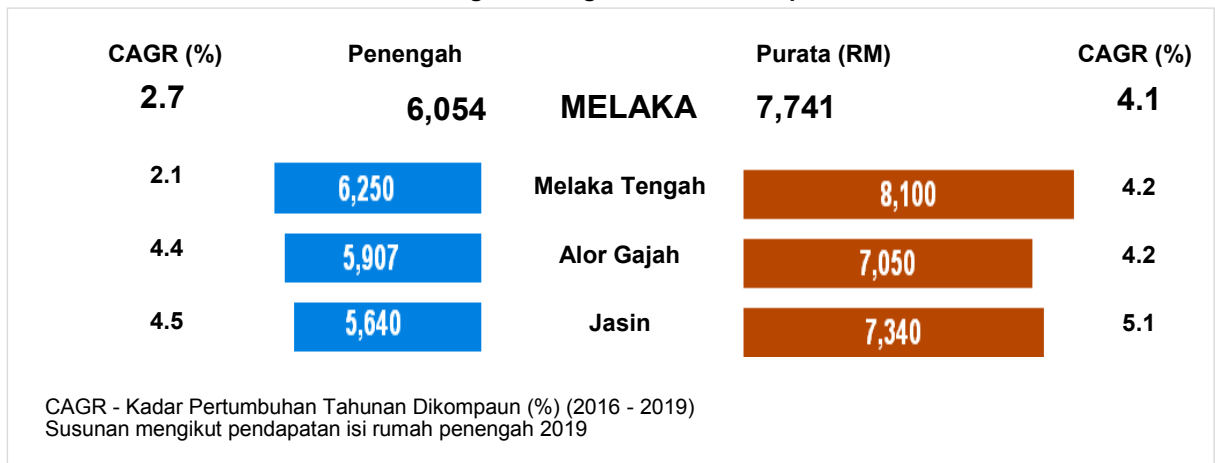 CAGR (%) Penengah Purata (RM) CAGR (%)
2.7 6,054 MELAKA 7,741 4.1
2.1 6,250 Melaka Tengah 8,100 4.2
4.4 5,907 Alor Gajah 7,050 4.2
4.5 5,640 Jasin 7,340 5.1
CAGR - Kadar Pertumbuhan Tahunan Dikompaun (%) (2016 - 2019)
Susunan mengikut pendapatan isi rumah penengah 2019